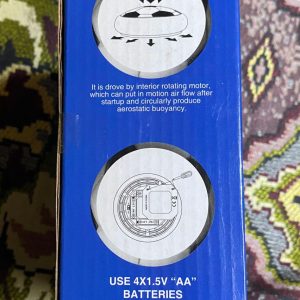 It is drove by interior rotating motor,
which can put in motion air flow after
startup and circularly produce
aerostatic buoyancy.
USE 4X1.5V "AA"
BATTERIES